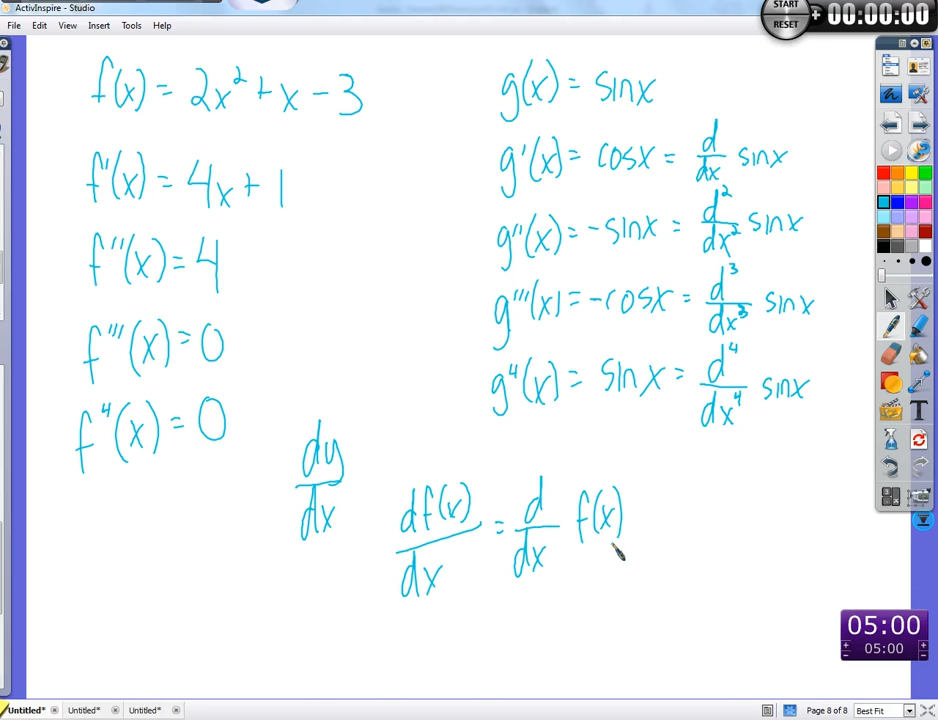 ActivInspire - Studio
START
RESET
00:00:00
File Edit View Insert Tools Help
f(x) = 2x² + x - 3
f'(x) = 4x + 1
f'''(x) = 4
f'''(x) = 0
f⁴(x) = 0
g(x) = sinx
g'(x) = cosx = d/dx sinx
g''(x) = -sinx = d²/dx² sinx
g'''(x) = -cosx = d³/dx³ sinx
g⁴(x) = sinx = d⁴/dx⁴ sinx
dy/dx
df(x)/dx = d/dx f(x)
05:00
05:00
Untitled* Untitled* Untitled*
Page 8 of 8 Best Fit